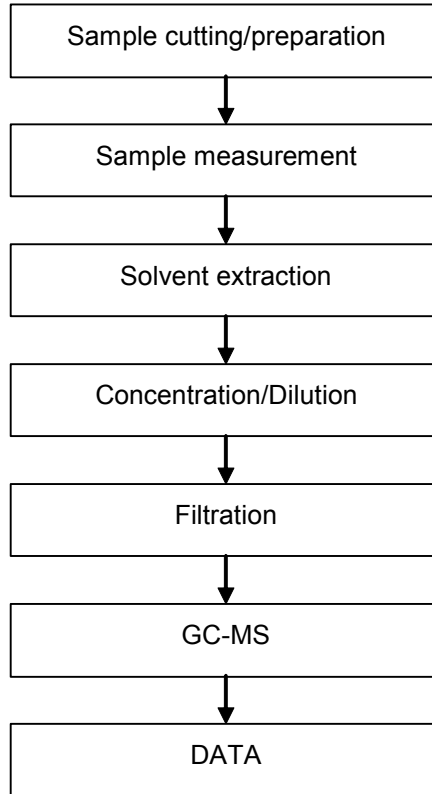 Sample cutting/preparation
Sample measurement
Solvent extraction
Concentration/Dilution
Filtration
GC-MS
DATA